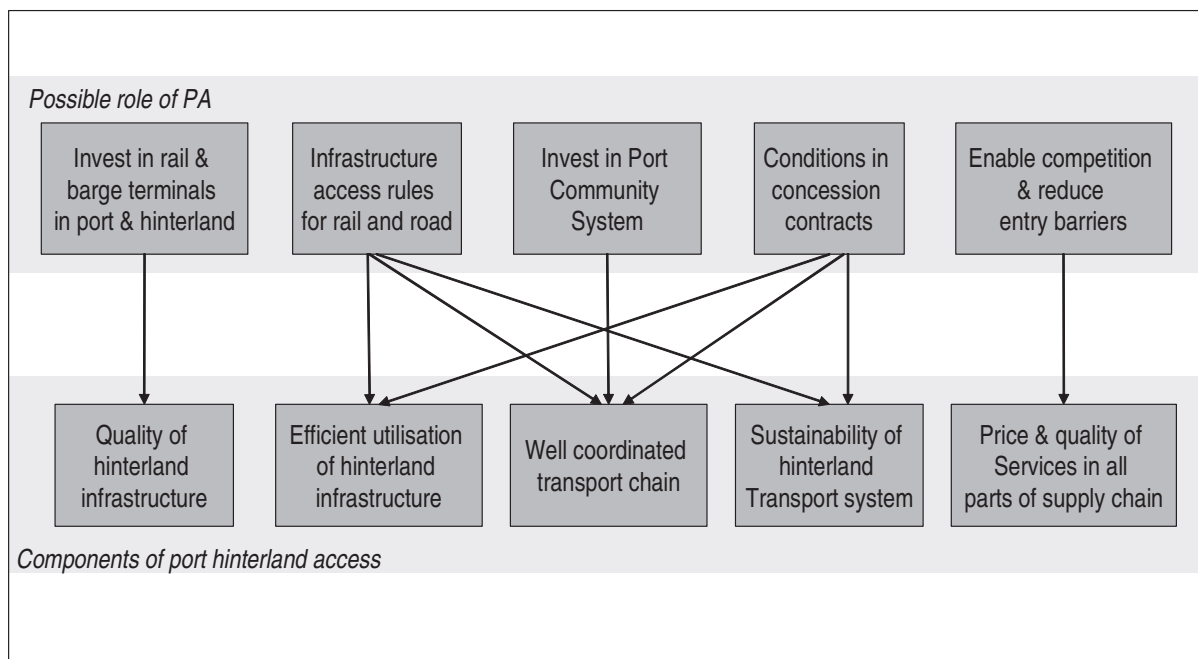 Possible role of PA
Invest in rail &
barge terminals
in port & hinterland
Infrastructure
access rules
for rail and road
Invest in Port
Community
System
Conditions in
concession
contracts
Enable competition
& reduce
entry barriers
Quality of
hinterland
infrastructure
Efficient utilisation
of hinterland
infrastructure
Well coordinated
transport chain
Sustainability of
hinterland
Transport system
Price & quality of
Services in all
parts of supply chain
Components of port hinterland access